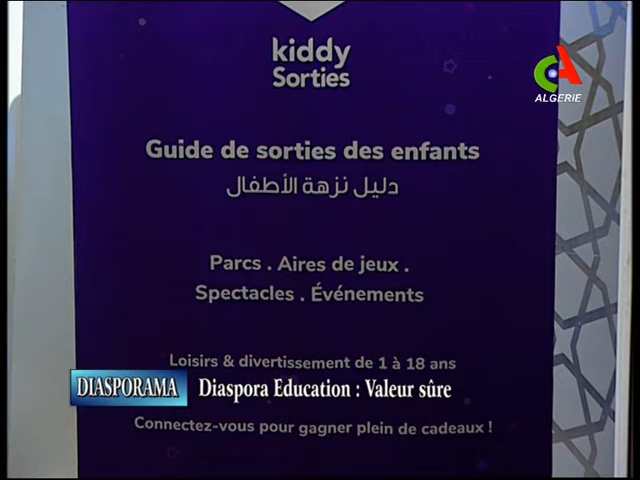 kiddy
Sorties
CA
ALGERIE
Guide de sorties des enfants
دليل نزهة الأطفال
Parcs . Aires de jeux .
Spectacles . Événements
Loisirs & divertissement de 1 à 18 ans
DIASPORAMA
Diaspora Education : Valeur sûre
Connectez-vous pour gagner plein de cadeaux !